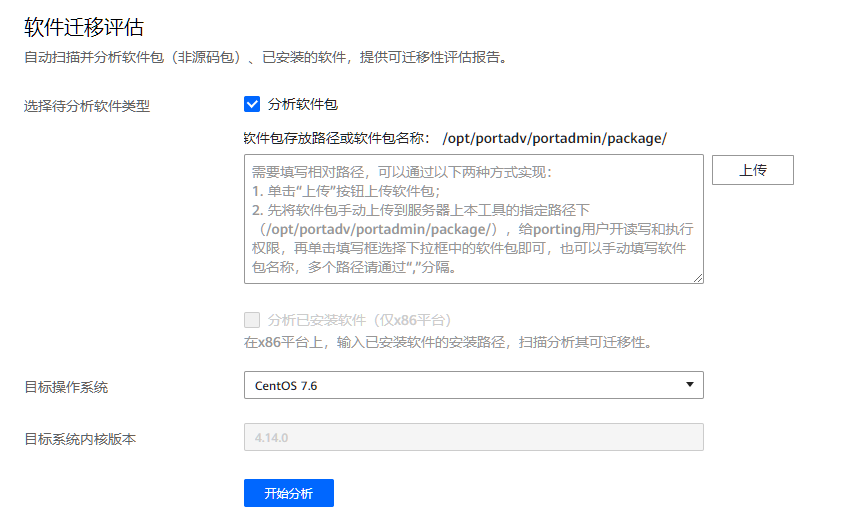 软件迁移评估
自动扫描并分析软件包（非源码包）、已安装的软件，提供可迁移性评估报告。
选择待分析软件类型
分析软件包
软件包存放路径或软件包名称： /opt/portadv/portadmin/package/
需要填写相对路径，可以通过以下两种方式实现：
1. 单击“上传”按钮上传软件包；
2. 先将软件包手动上传到服务器上本工具的指定路径下
（/opt/portadv/portadmin/package/），给porting用户开读写和执行
权限，再单击填写框选择下拉框中的软件包即可，也可以手动填写软件
包名称，多个路径请通过“,”分隔。
上传
分析已安装软件（仅x86平台）
在x86平台上，输入已安装软件的安装路径，扫描分析其可迁移性。
目标操作系统
CentOS 7.6
目标系统内核版本
4.14.0
开始分析